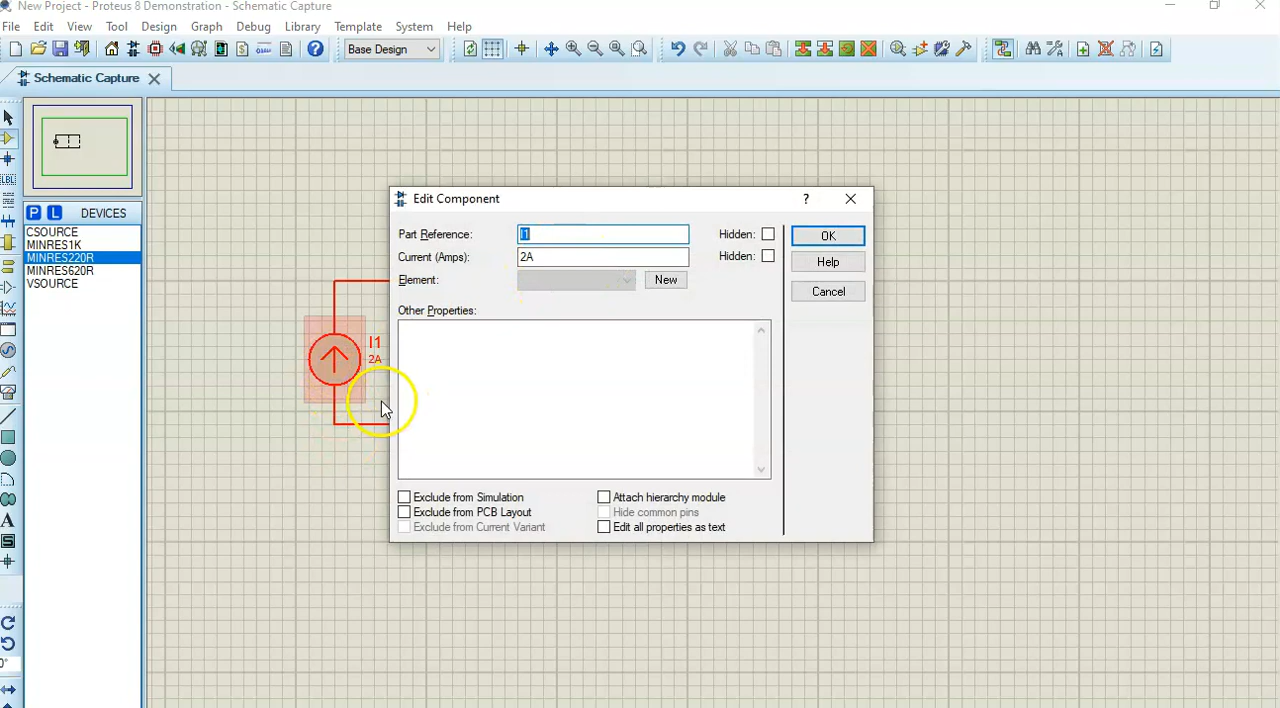 New Project - Proteus 8 Demonstration - Schematic Capture
File Edit View Tool Design Graph Debug Library Template System Help
Base Design
Schematic Capture
P L DEVICES
CSOURCE
MINRES1K
MINRES220R
MINRES620R
VSOURCE
LBL
A
S
0°
I1
2A
Edit Component
Part Reference: I1 Hidden: OK
Current (Amps): 2A Hidden: Help
Element: New Cancel
Other Properties:
Exclude from Simulation Attach hierarchy module
Exclude from PCB Layout Hide common pins
Exclude from Current Variant Edit all properties as text